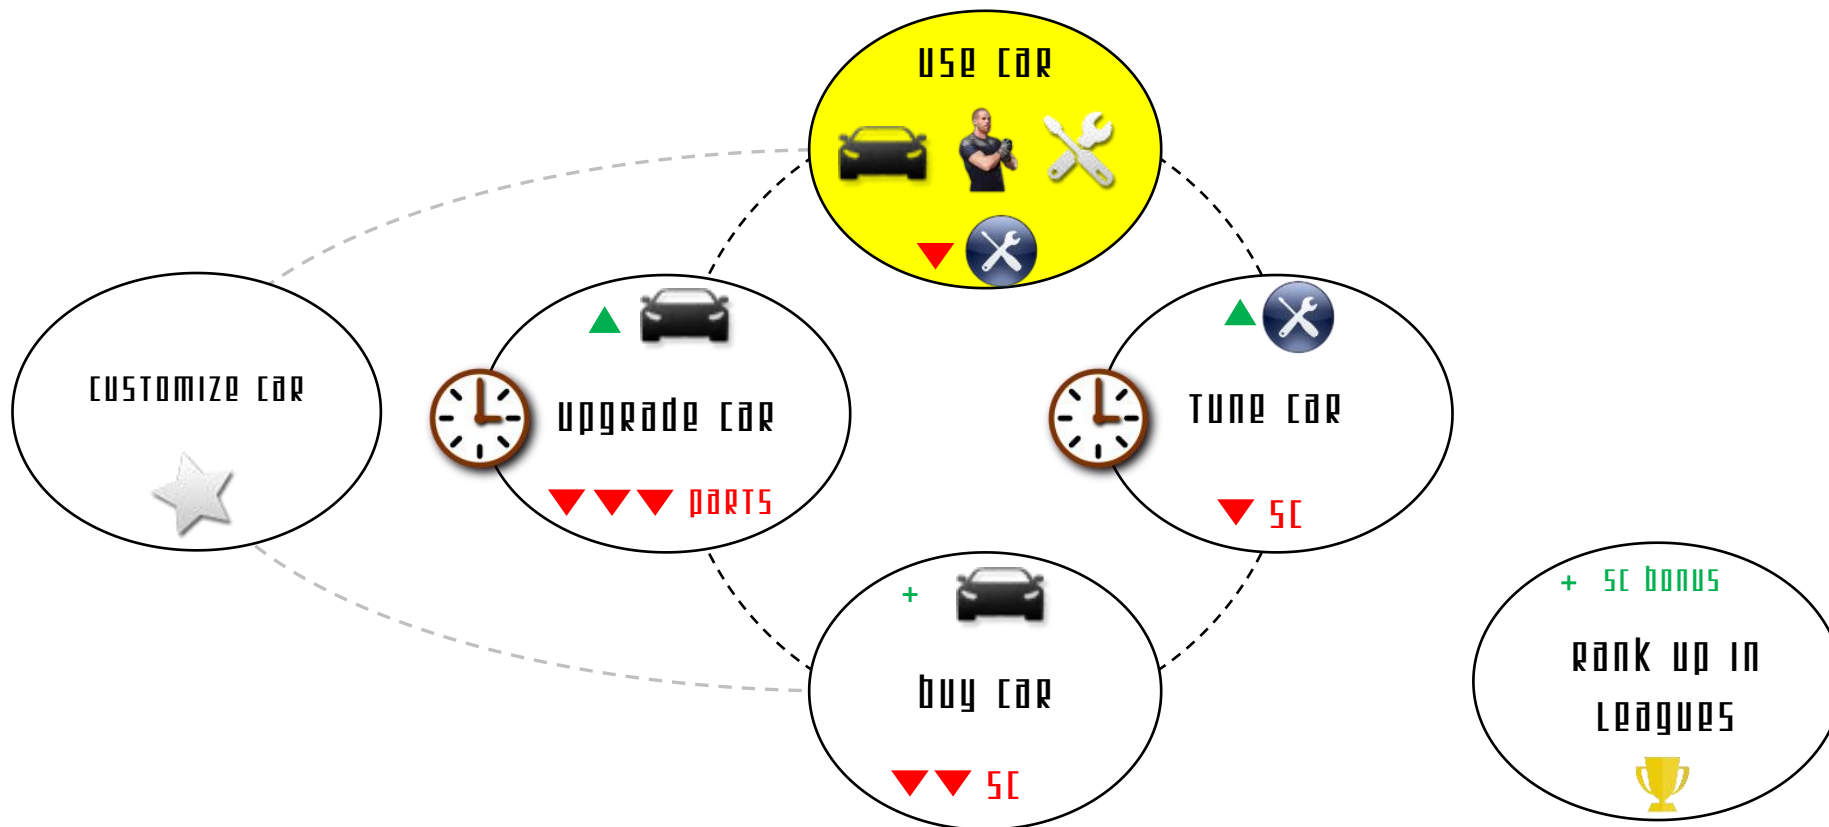 USE CAR
CUSTOMIZE CAR
UPGRADE CAR
PARTS
TUNE CAR
SC
+
BUY CAR
SC
+ SC BONUS
RANK UP IN
LEAGUES